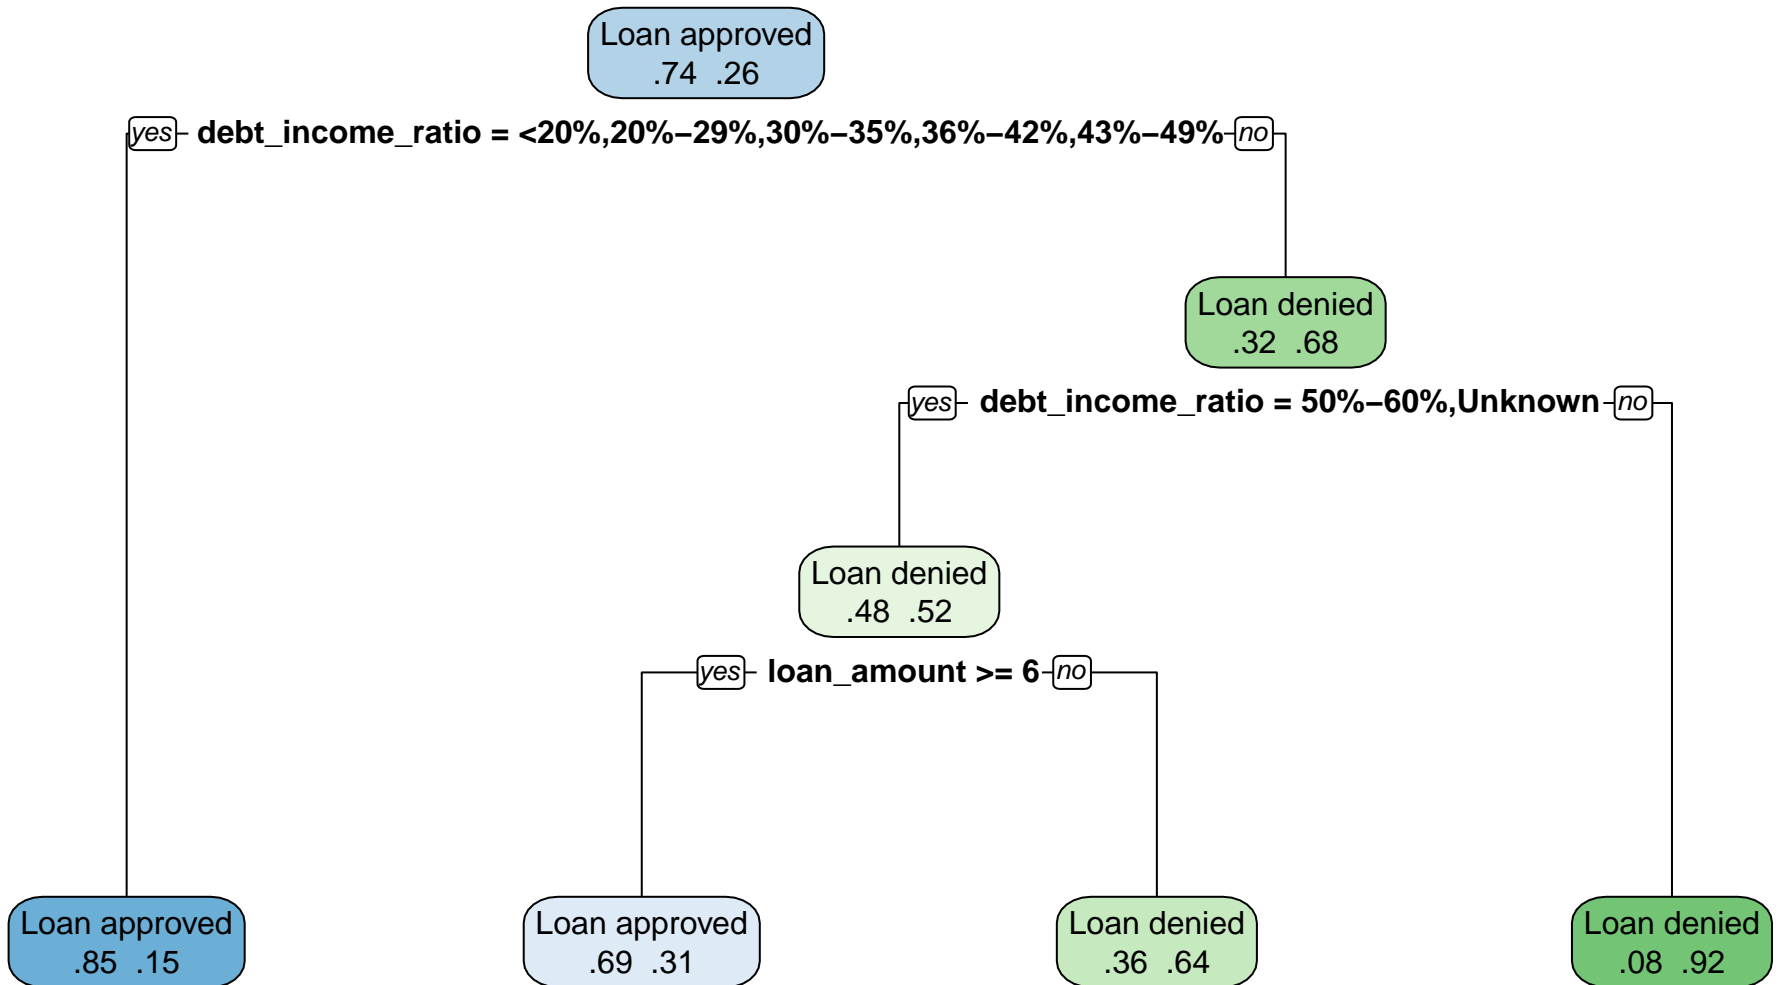 Loan approved
.74 .26
yes debt_income_ratio = <20%,20%−29%,30%−35%,36%−42%,43%−49% no
Loan denied
.32 .68
yes debt_income_ratio = 50%−60%,Unknown no
Loan denied
.48 .52
yes loan_amount >= 6 no
Loan approved
.85 .15
Loan approved
.69 .31
Loan denied
.36 .64
Loan denied
.08 .92